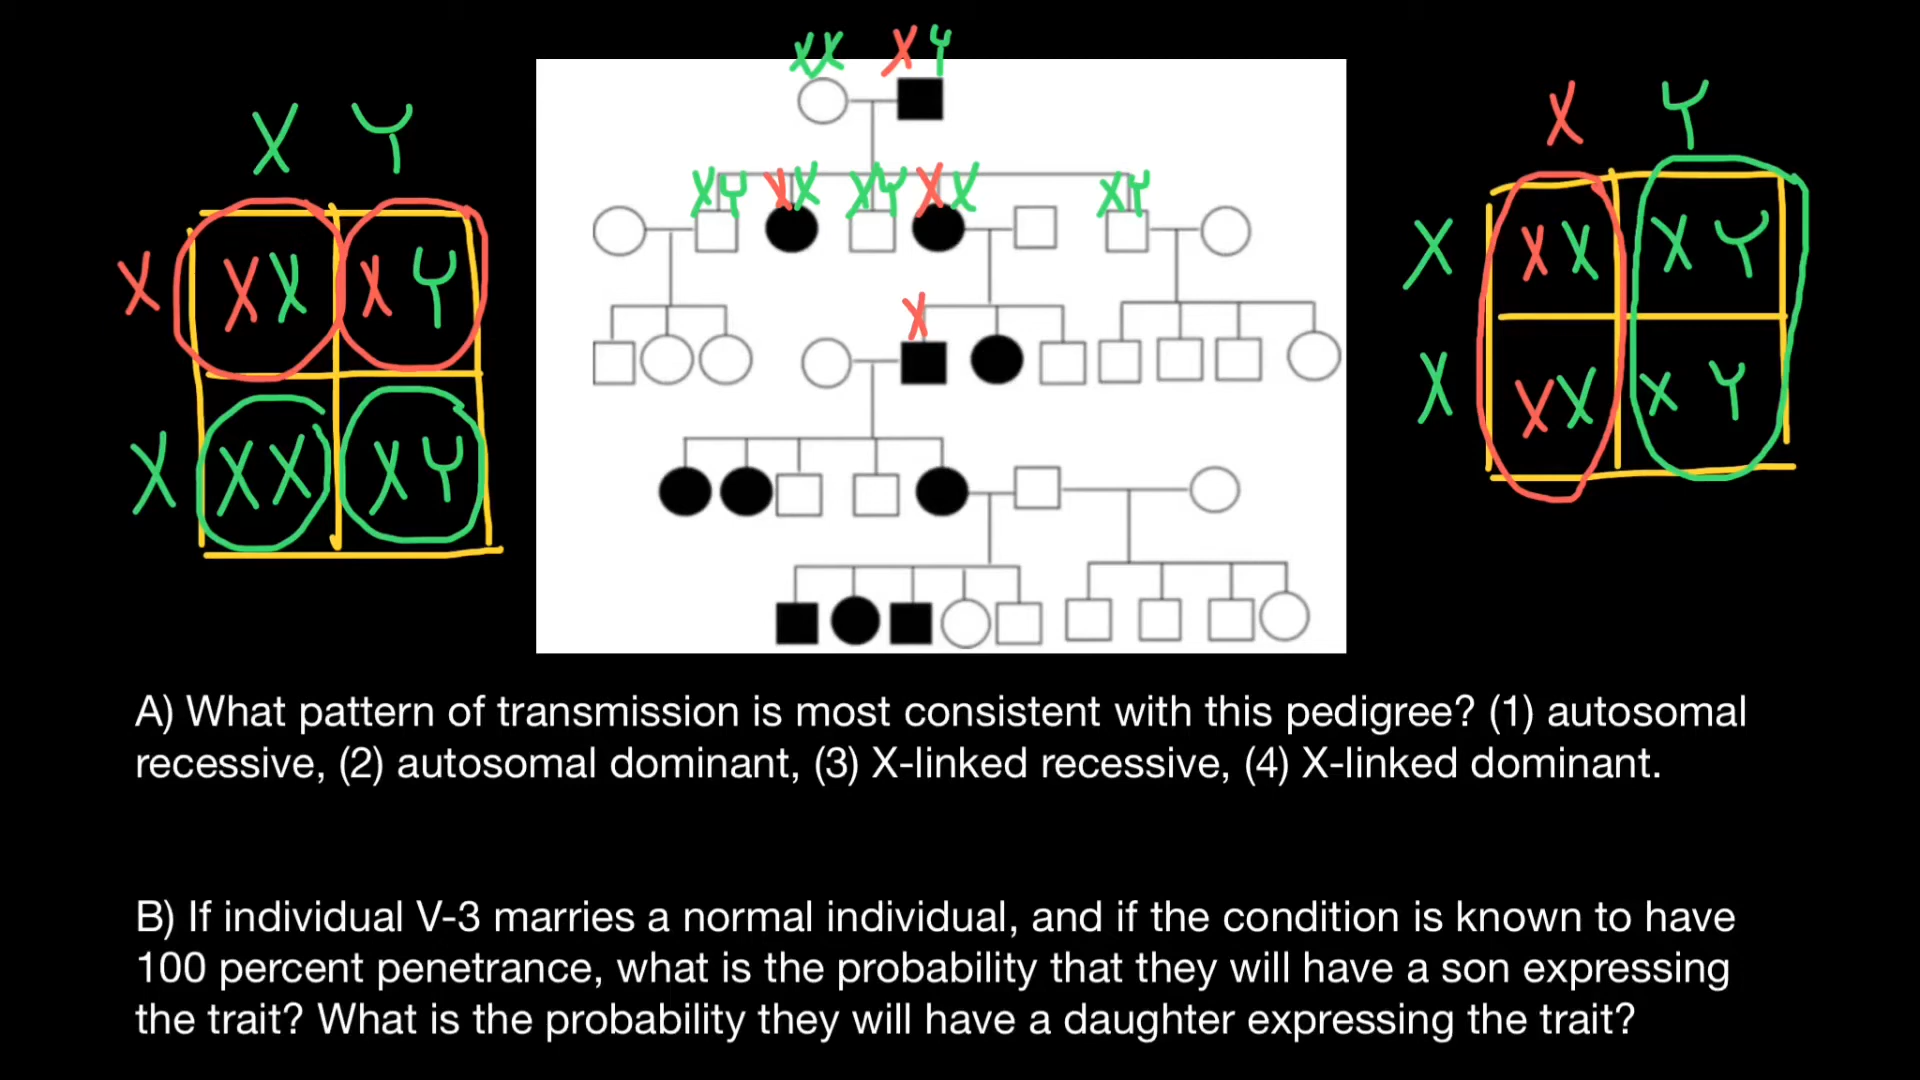 XX XY
X Y
X Y
XY XX XY XX XY
X XX XY
X XX XY
X
X XX XY
X XX XY
A) What pattern of transmission is most consistent with this pedigree? (1) autosomal
recessive, (2) autosomal dominant, (3) X-linked recessive, (4) X-linked dominant.
B) If individual V-3 marries a normal individual, and if the condition is known to have
100 percent penetrance, what is the probability that they will have a son expressing
the trait? What is the probability they will have a daughter expressing the trait?